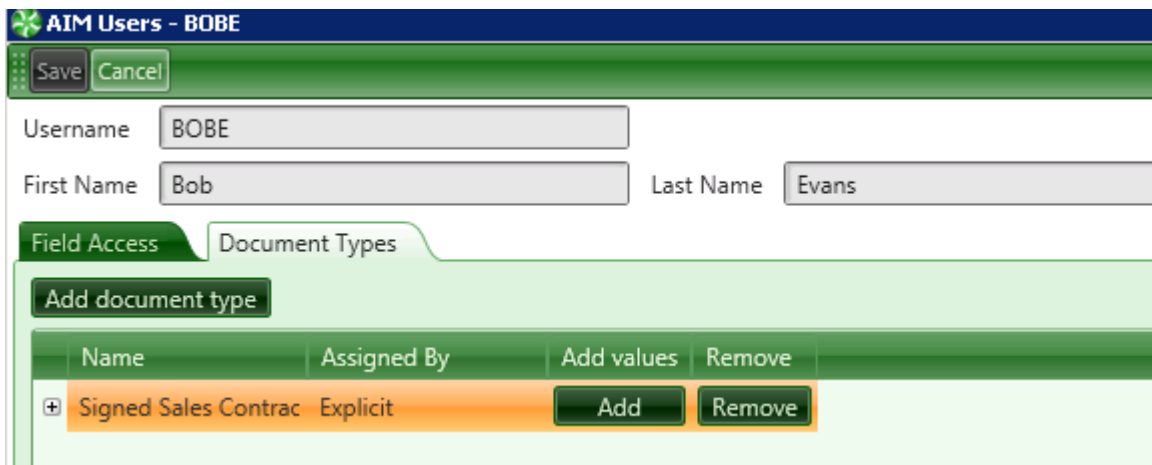 AIM Users - BOBE
Save Cancel
Username BOBE
First Name Bob Last Name Evans
Field Access Document Types
Add document type
Name Assigned By Add values Remove
Signed Sales Contrac Explicit Add Remove